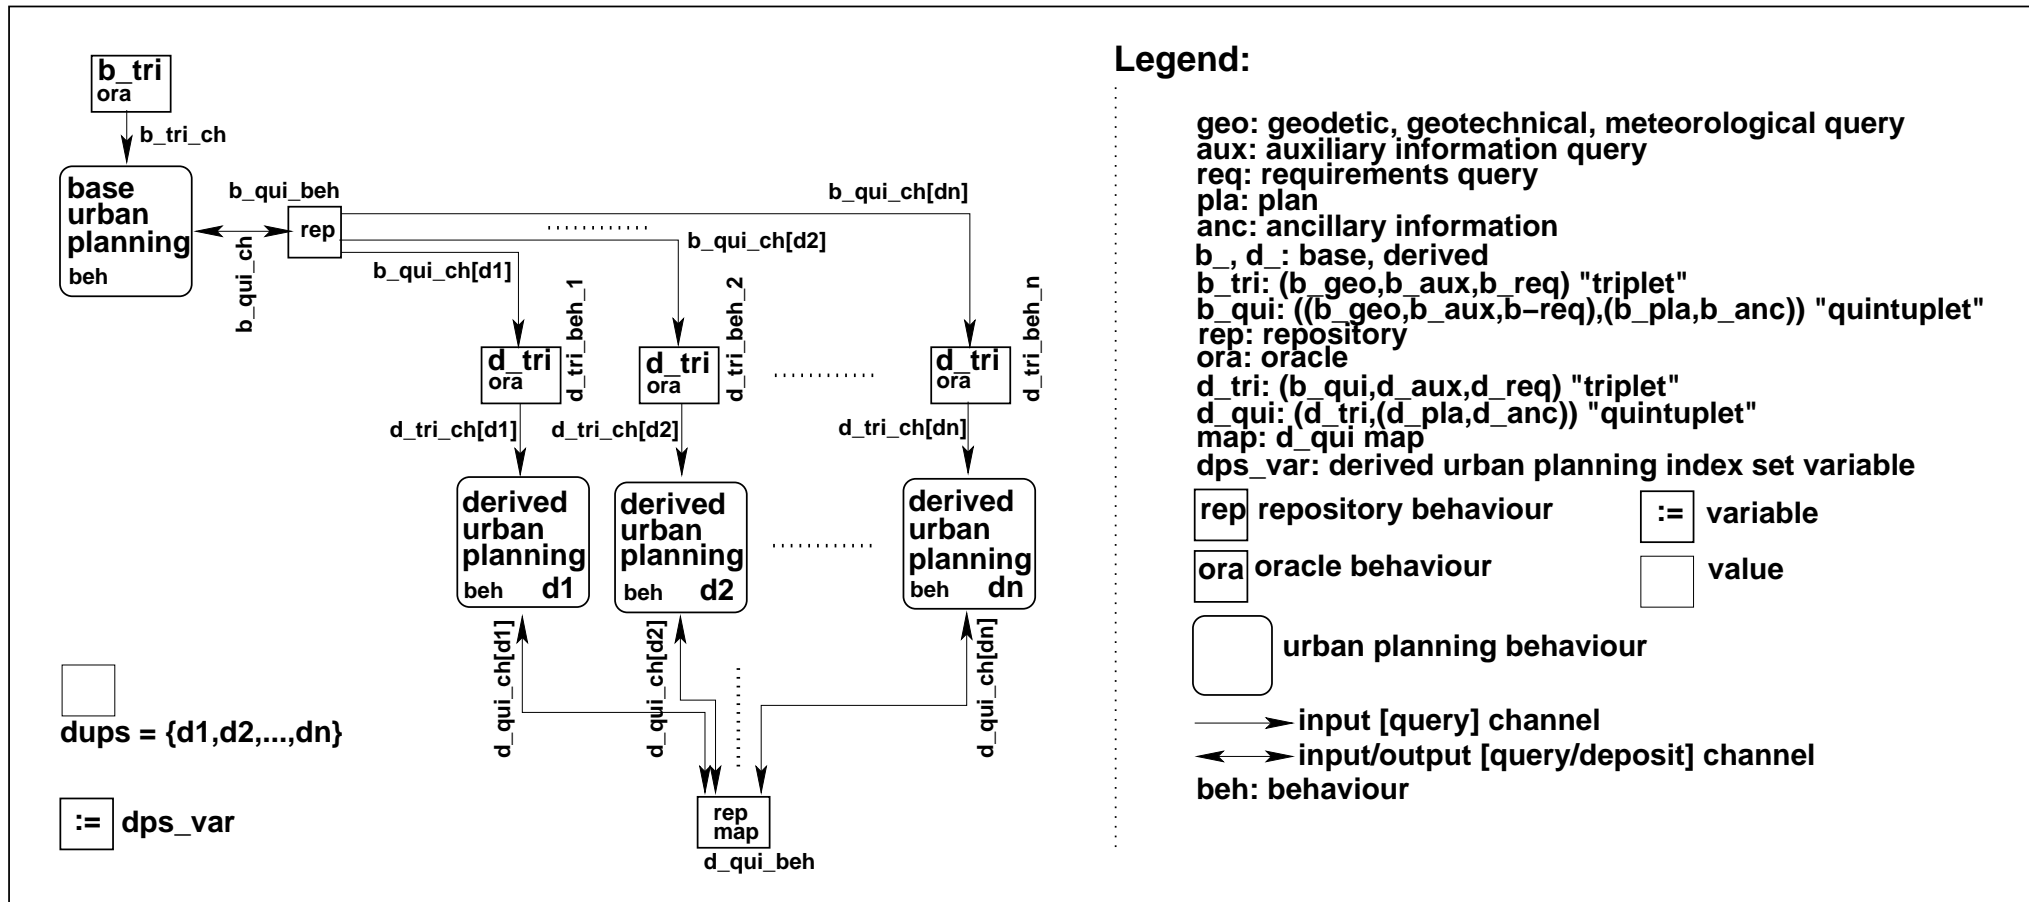 b_tri
ora
b_tri_ch
base
urban
planning
beh
b_qui_beh
rep
b_qui_ch
b_qui_ch[dn]
b_qui_ch[d2]
b_qui_ch[d1]
d_tri_beh_1
d_tri_beh_2
d_tri_beh_n
d_tri
ora
d_tri
ora
d_tri
ora
d_tri_ch[d1]
d_tri_ch[d2]
d_tri_ch[dn]
derived
urban
planning
beh d1
derived
urban
planning
beh d2
derived
urban
planning
beh dn
d_qui_ch[d1]
d_qui_ch[d2]
d_qui_ch[dn]
rep
map
d_qui_beh
dups = {d1,d2,...,dn}
:= dps_var
Legend:
geo: geodetic, geotechnical, meteorological query
aux: auxiliary information query
req: requirements query
pla: plan
anc: ancillary information
b_, d_: base, derived
b_tri: (b_geo,b_aux,b_req) "triplet"
b_qui: ((b_geo,b_aux,b−req),(b_pla,b_anc)) "quintuplet"
rep: repository
ora: oracle
d_tri: (b_qui,d_aux,d_req) "triplet"
d_qui: (d_tri,(d_pla,d_anc)) "quintuplet"
map: d_qui map
dps_var: derived urban planning index set variable
rep repository behaviour
:= variable
ora oracle behaviour
value
urban planning behaviour
input [query] channel
input/output [query/deposit] channel
beh: behaviour